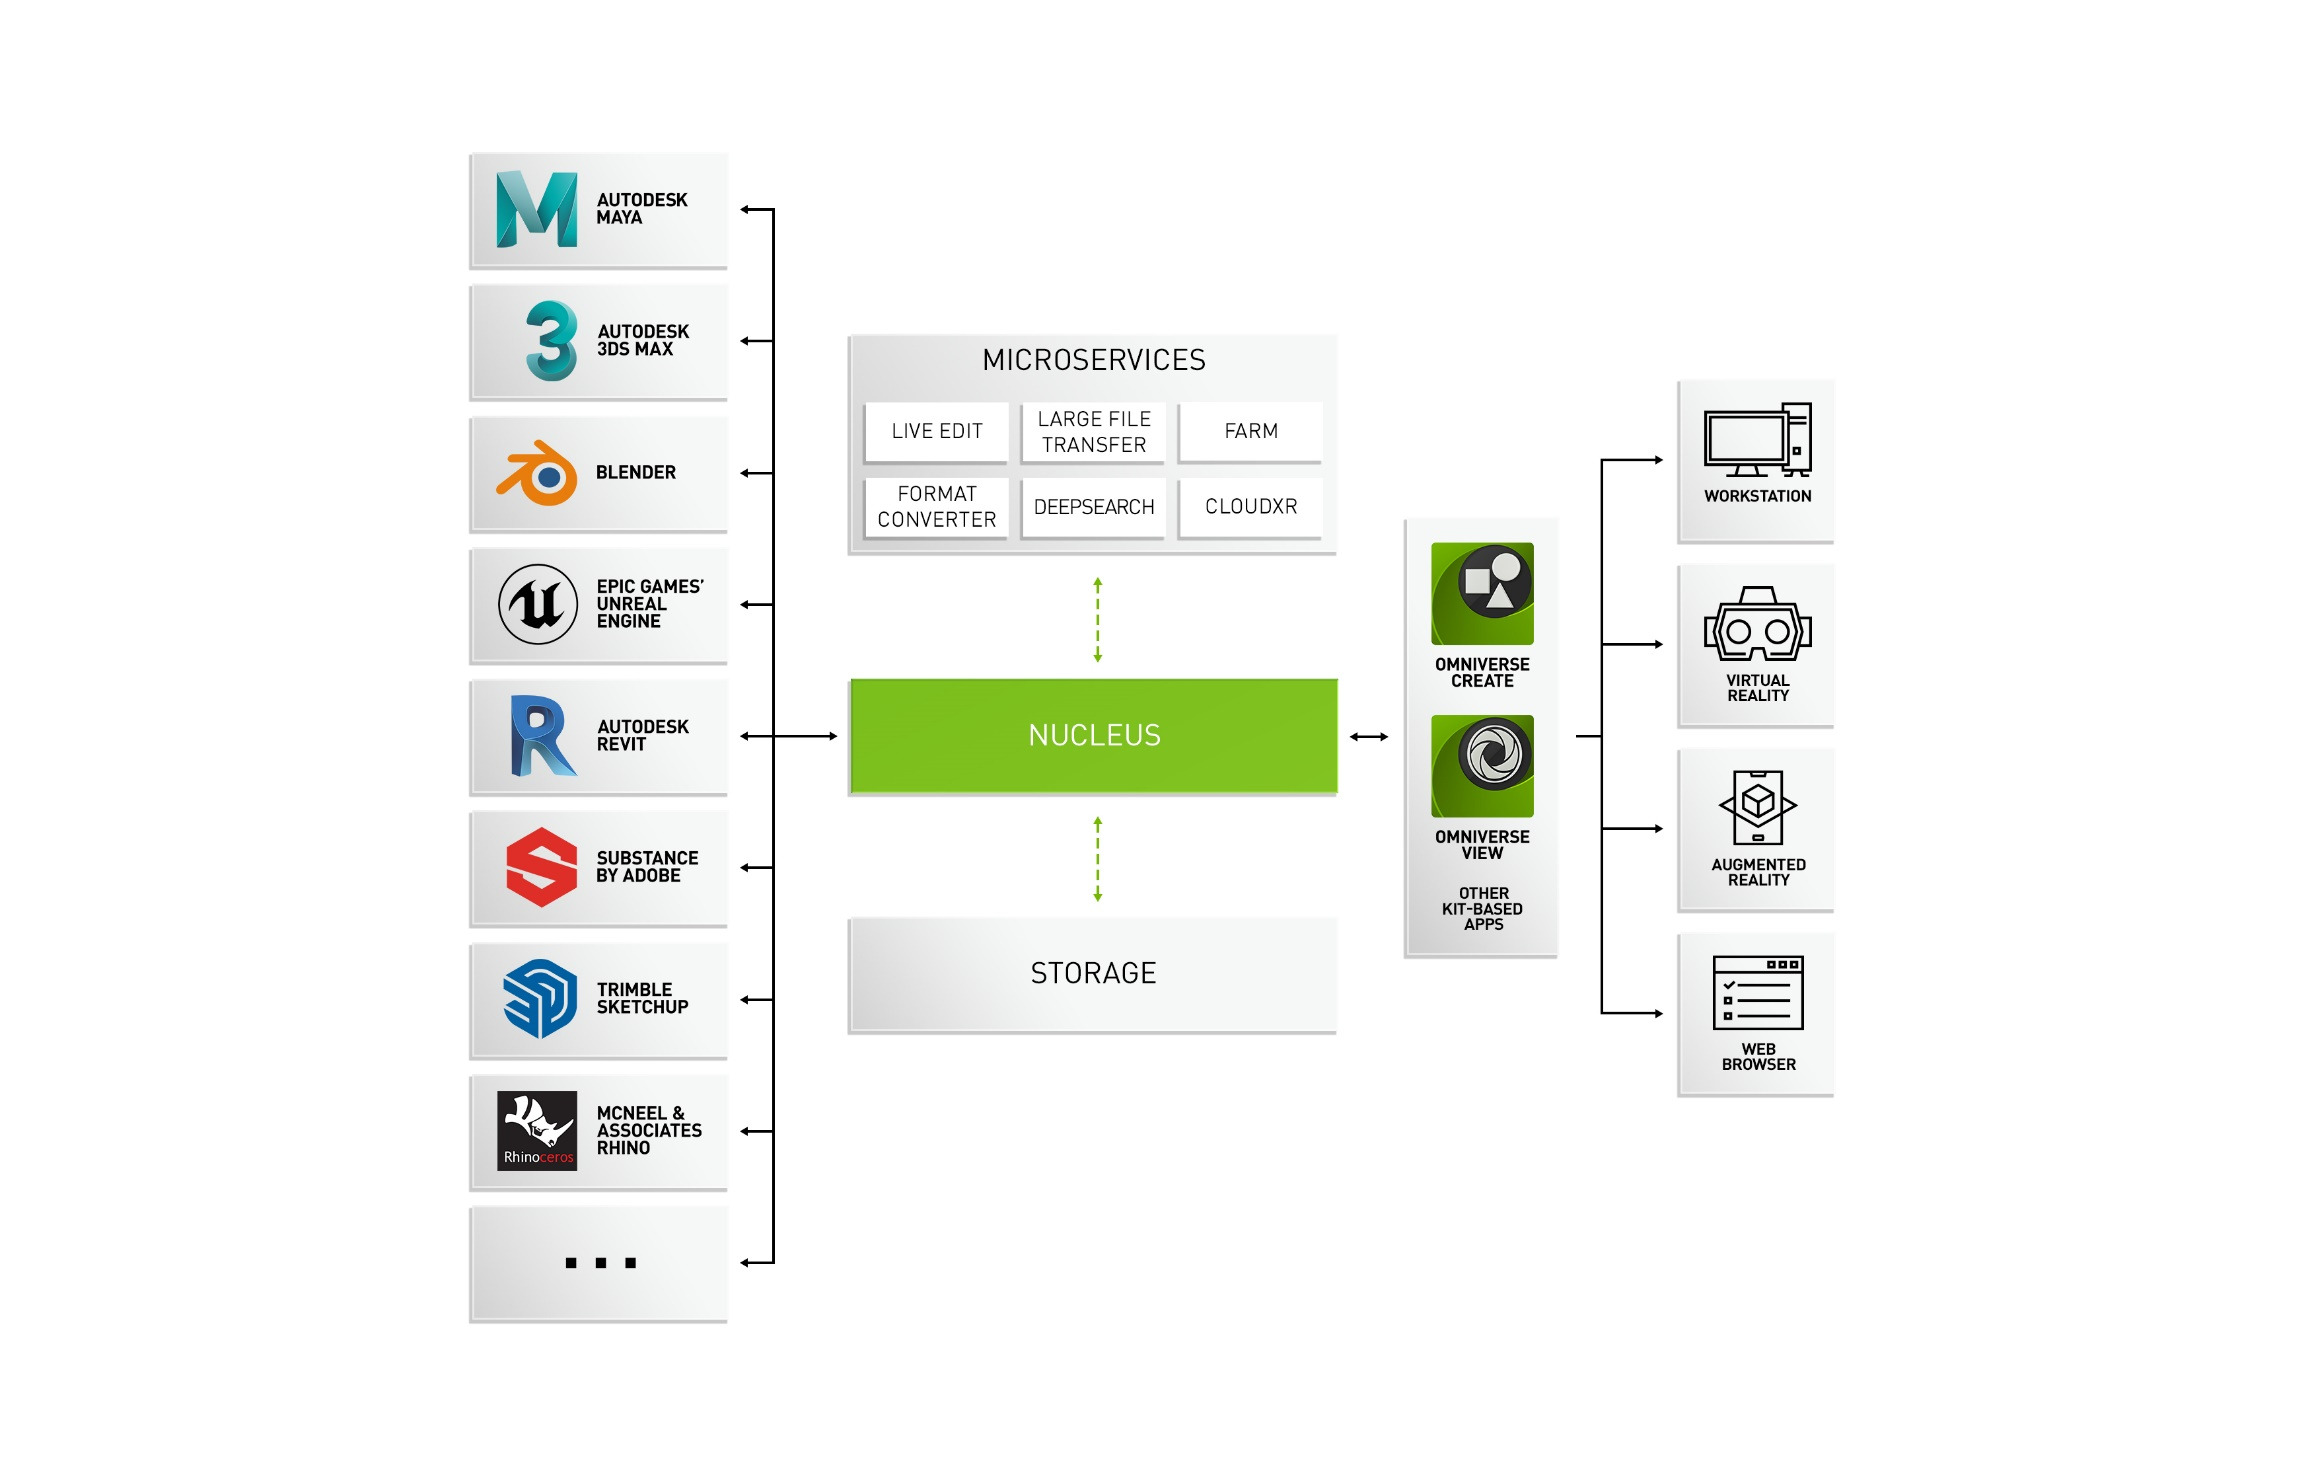 AUTODESK
MAYA
AUTODESK
3DS MAX
BLENDER
EPIC GAMES’
UNREAL
ENGINE
AUTODESK
REVIT
SUBSTANCE
BY ADOBE
TRIMBLE
SKETCHUP
Rhinoceros
MCNEEL &
ASSOCIATES
RHINO
MICROSERVICES
LIVE EDIT
LARGE FILE
TRANSFER
FARM
FORMAT
CONVERTER
DEEPSEARCH
CLOUDXR
NUCLEUS
STORAGE
OMNIVERSE
CREATE
OMNIVERSE
VIEW
OTHER
KIT-BASED
APPS
WORKSTATION
VIRTUAL
REALITY
AUGMENTED
REALITY
WEB
BROWSER